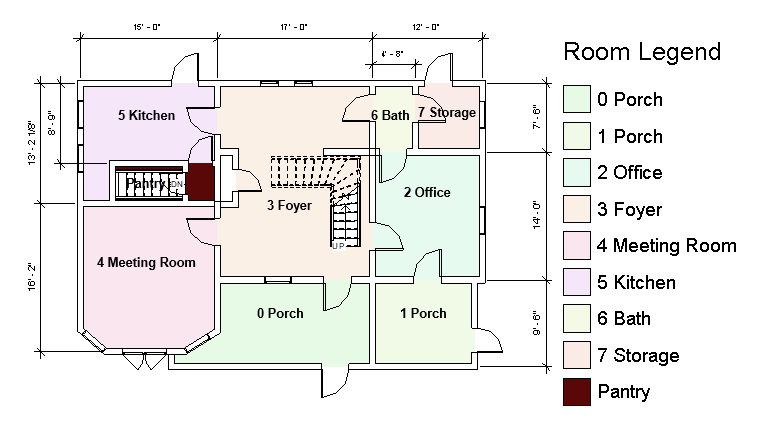 15' - 0"
17' - 0"
12' - 0"
4' - 8"
Room Legend
0 Porch
1 Porch
2 Office
3 Foyer
4 Meeting Room
5 Kitchen
6 Bath
7 Storage
Pantry
13' - 2 1/8"
8' - 9"
5 Kitchen
6 Bath
7 Storage
7' - 6"
Pantry
DN
2 Office
3 Foyer
14' - 0"
UP
16' - 2"
4 Meeting Room
0 Porch
1 Porch
9' - 6"